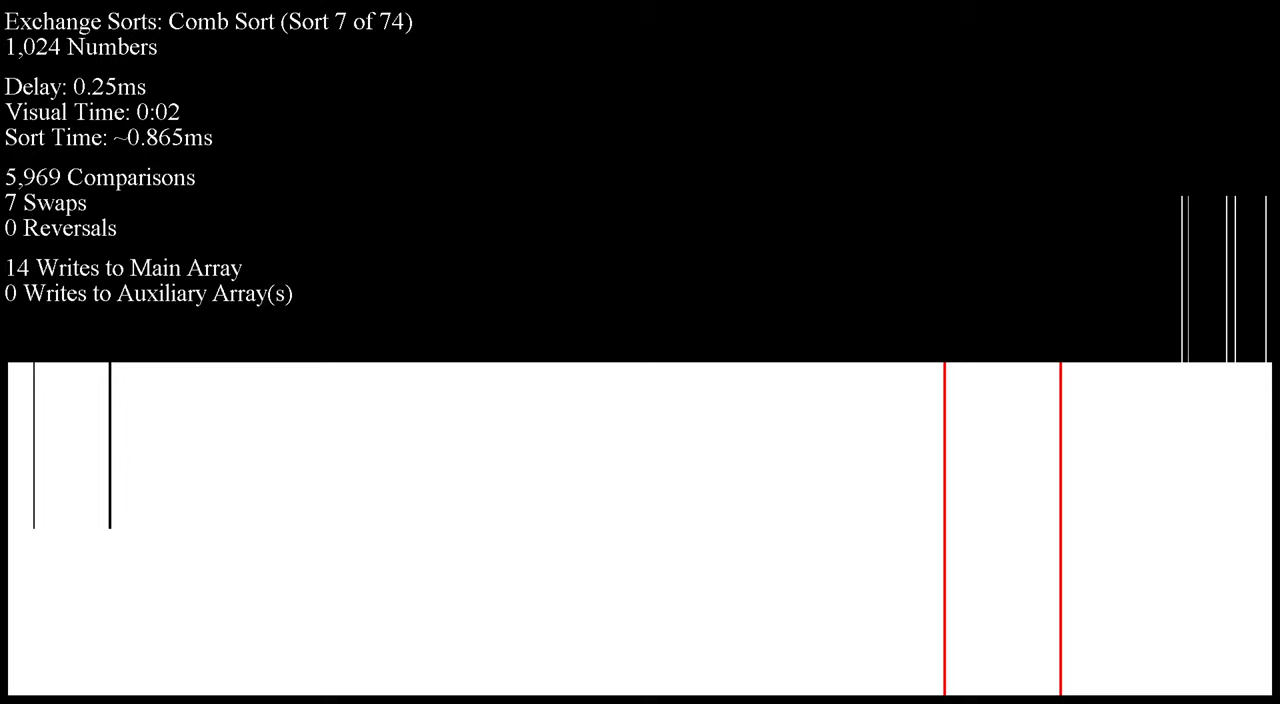 Exchange Sorts: Comb Sort (Sort 7 of 74)
1,024 Numbers
Delay: 0.25ms
Visual Time: 0:02
Sort Time: ~0.865ms
5,969 Comparisons
7 Swaps
0 Reversals
14 Writes to Main Array
0 Writes to Auxiliary Array(s)